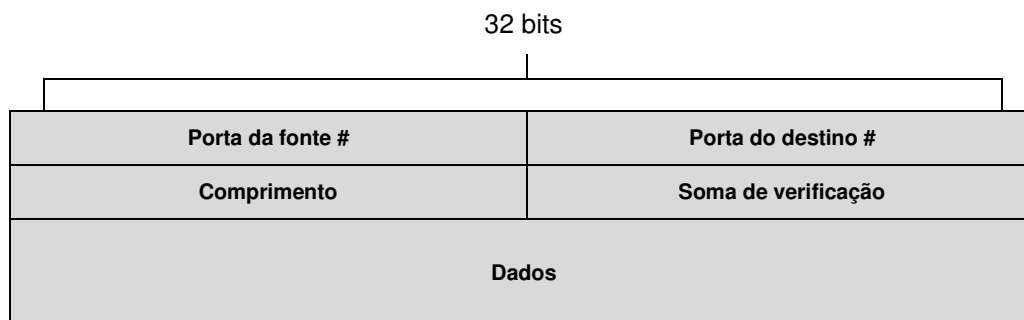 32 bits
Porta da fonte # Porta do destino #
Comprimento Soma de verificação
Dados